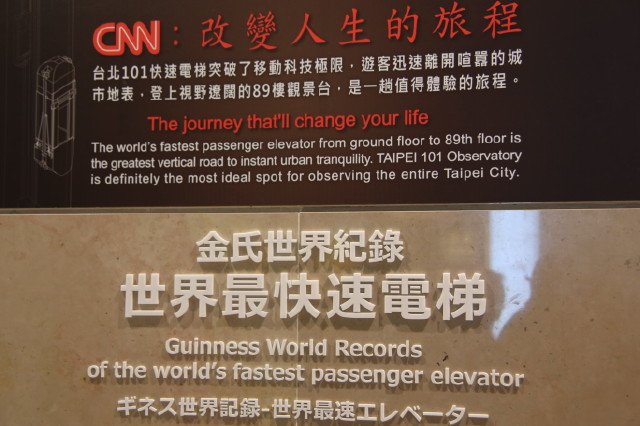 CNN：改變人生的旅程
台北101快速電梯突破了移動科技極限，遊客迅速離開喧囂的城
市地表，登上視野遼闊的89樓觀景台，是一趟值得體驗的旅程。
The journey that'll change your life
The world's fastest passenger elevator from ground floor to 89th floor is
the greatest vertical road to instant urban tranquility. TAIPEI 101 Observatory
is definitely the most ideal spot for observing the entire Taipei City.
金氏世界紀錄
世界最快速電梯
Guinness World Records
of the world's fastest passenger elevator
ギネス世界記録-世界最速エレベーター